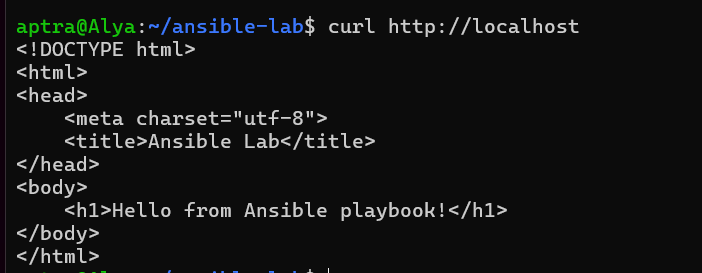 aptra@Alya:~/ansible-lab$ curl http://localhost
<!DOCTYPE html>
<html>
<head>
    <meta charset="utf-8">
    <title>Ansible Lab</title>
</head>
<body>
    <h1>Hello from Ansible playbook!</h1>
</body>
</html>